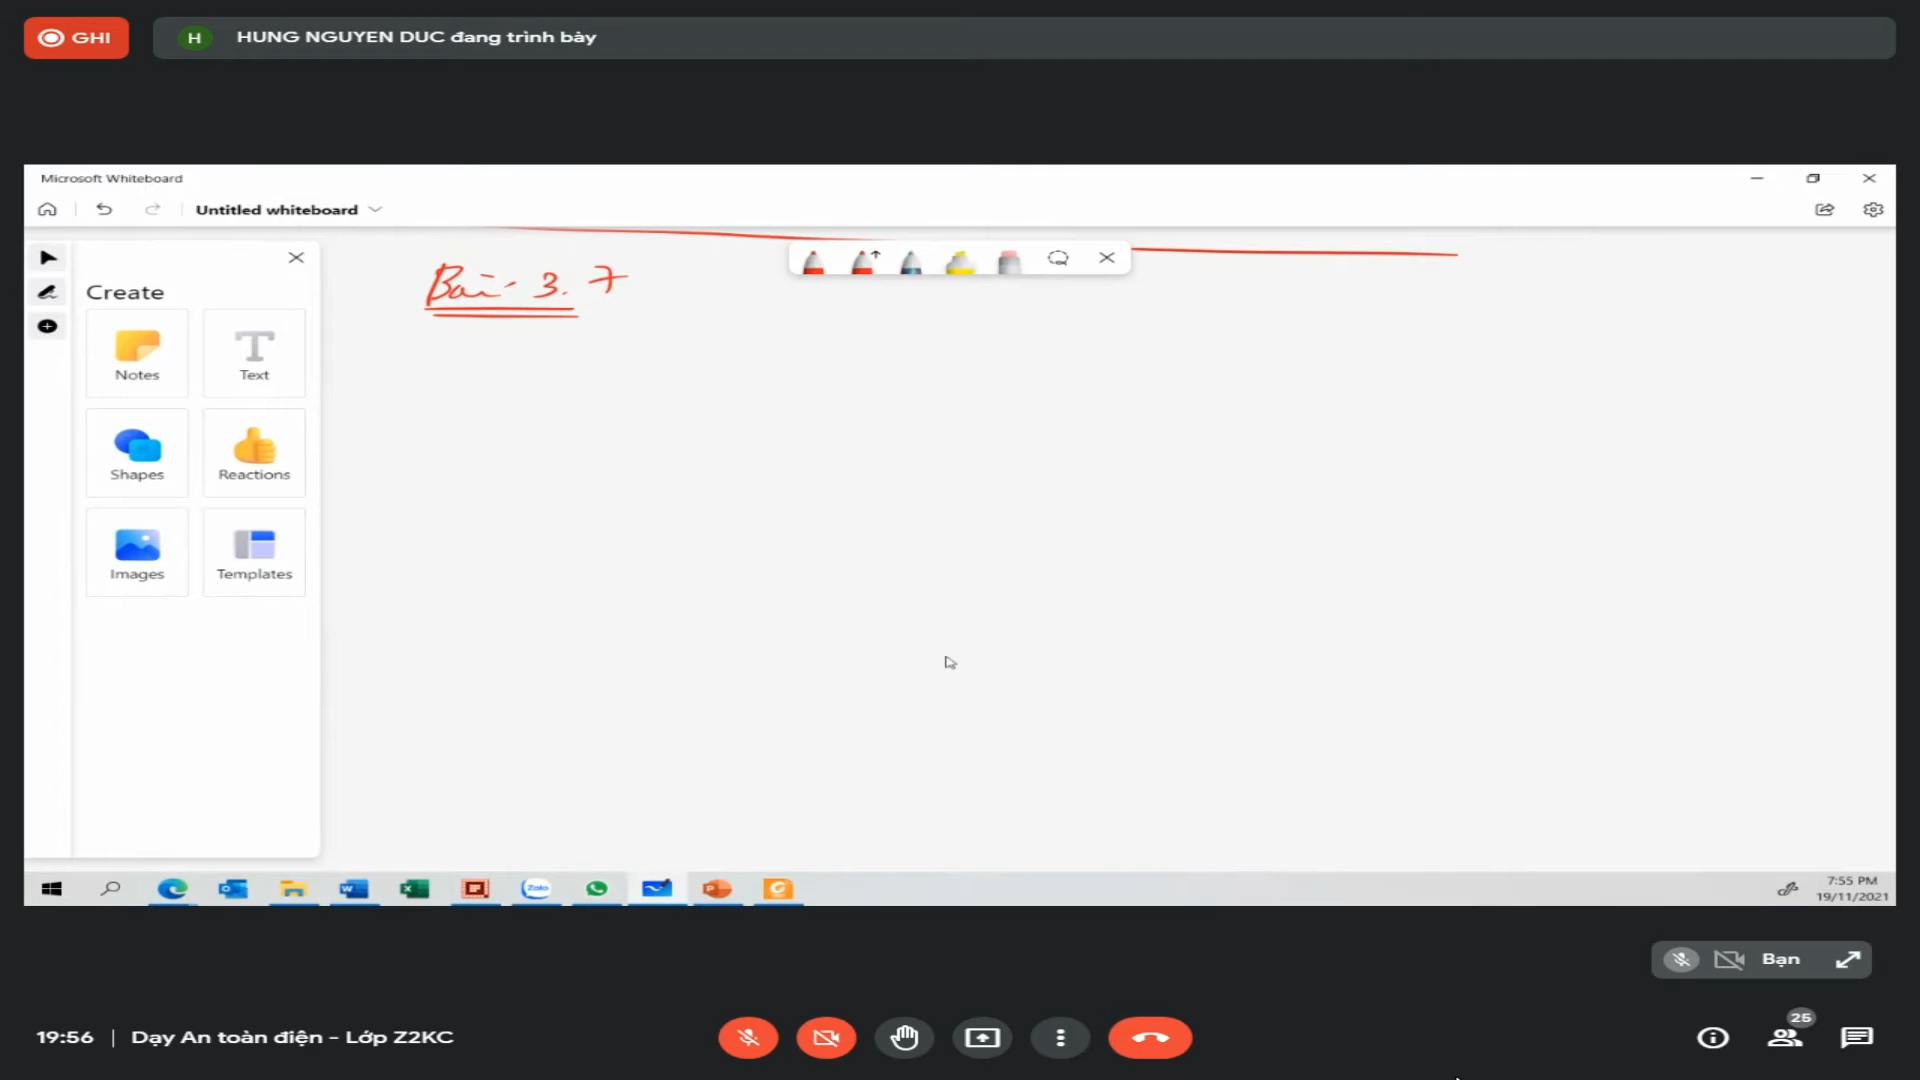 GHI
H HUNG NGUYEN DUC đang trình bày
Microsoft Whiteboard
Untitled whiteboard
Bài 3.7
Create
Notes Text
Shapes Reactions
Images Templates
Zalo
7:55 PM
19/11/2021
Bạn
19:56 | Dạy An toàn điện - Lớp Z2KC
25